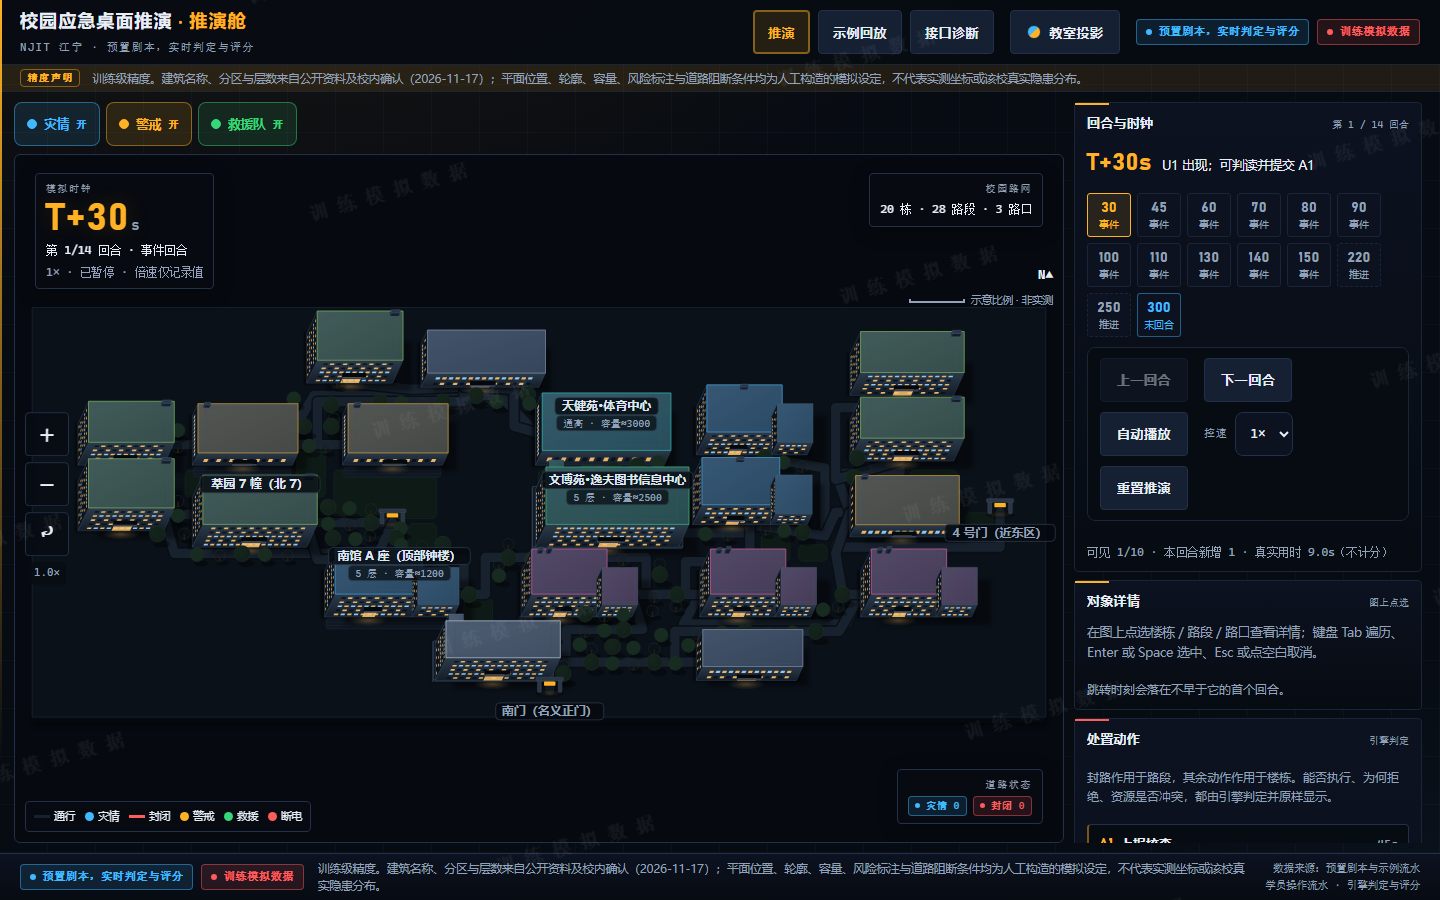 校园应急桌面推演 · 推演舱
NJIT 江宁 · 预置剧本，实时判定与评分
推演
示例回放
接口诊断
教室投影
预置剧本，实时判定与评分
训练模拟数据
精度声明
训练级精度。建筑名称、分区与层数来自公开资料及校内确认（2026-11-17）；平面位置、轮廓、容量、风险标注与道路阻断条件均为人工构造的模拟设定，不代表实测坐标或该校真实隐患分布。
灾情 开
警戒 开
救援队 开
模拟时钟
T+30s
第 1/14 回合 · 事件回合
1× · 已暂停 · 倍速仅记录值
校园路网
20 栋 · 28 路段 · 3 路口
N▲
示意比例 · 非实测
天健苑·体育中心
通高 · 容量≈3000
文博苑·逸夫图书信息中心
5 层 · 容量≈2500
萃园 7 幢（北 7）
4 号门（近东区）
南馆 A 座（顶部钟楼）
5 层 · 容量≈1200
南门（名义正门）
+
−
1.0×
通行
灾情
封闭
警戒
救援
断电
道路状态
灾情 0
封闭 0
回合与时钟
第 1 / 14 回合
T+30s U1 出现；可判读并提交 A1
30 事件
45 事件
60 事件
70 事件
80 事件
90 事件
100 事件
110 事件
130 事件
140 事件
150 事件
220 推进
250 推进
300 末回合
上一回合
下一回合
自动播放
控速
1×
重置推演
可见 1/10 · 本回合新增 1 · 真实用时 9.0s（不计分）
对象详情
图上点选
在图上点选楼栋 / 路段 / 路口查看详情；键盘 Tab 遍历、
Enter 或 Space 选中、Esc 或点空白取消。
跳转时刻会落在不早于它的首个回合。
处置动作
引擎判定
封路作用于路段，其余动作作用于楼栋。能否执行、为何拒
绝、资源是否冲突，都由引擎判定并原样显示。
预置剧本，实时判定与评分
训练模拟数据
训练级精度。建筑名称、分区与层数来自公开资料及校内确认（2026-11-17）；平面位置、轮廓、容量、风险标注与道路阻断条件均为人工构造的模拟设定，不代表实测坐标或该校真
实隐患分布。
数据来源：预置剧本与示例流水
学员操作流水 · 引擎判定与评分